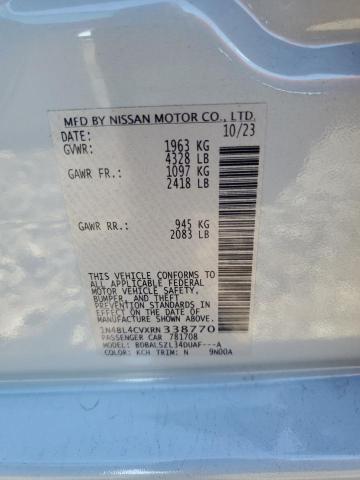 MFD BY NISSAN MOTOR CO., LTD.
DATE: 10/23
GVWR: 1963 KG
4328 LB
GAWR FR.: 1097 KG
2418 LB
GAWR RR.: 945 KG
2083 LB
THIS VEHICLE CONFORMS
TO ALL APPLICABLE FEDERAL
MOTOR VEHICLE SAFETY,
BUMPER, AND THEFT
PREVENTION STANDARDS IN
EFFECT ON THE DATE OF
MANUFACTURE SHOWN ABOVE.
1N4BL4CVXRN338770
PASSENGER CAR 781708
MODEL: BDBALSZL34DUAF---A
COLOR: KCH TRIM: N 9N00A